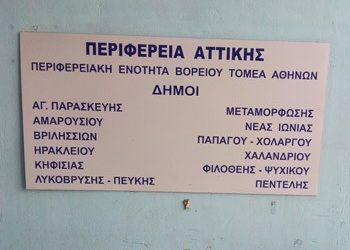 ΠΕΡΙΦΕΡΕΙΑ ΑΤΤΙΚΗΣ
ΠΕΡΙΦΕΡΕΙΑΚΗ ΕΝΟΤΗΤΑ ΒΟΡΕΙΟΥ ΤΟΜΕΑ ΑΘΗΝΩΝ
ΔΗΜΟΙ
ΑΓ. ΠΑΡΑΣΚΕΥΗΣ
ΑΜΑΡΟΥΣΙΟΥ
ΒΡΙΛΗΣΣΙΩΝ
ΗΡΑΚΛΕΙΟΥ
ΚΗΦΙΣΙΑΣ
ΛΥΚΟΒΡΥΣΗΣ - ΠΕΥΚΗΣ
ΜΕΤΑΜΟΡΦΩΣΗΣ
ΝΕΑΣ ΙΩΝΙΑΣ
ΠΑΠΑΓΟΥ - ΧΟΛΑΡΓΟΥ
ΧΑΛΑΝΔΡΙΟΥ
ΦΙΛΟΘΕΗΣ - ΨΥΧΙΚΟΥ
ΠΕΝΤΕΛΗΣ